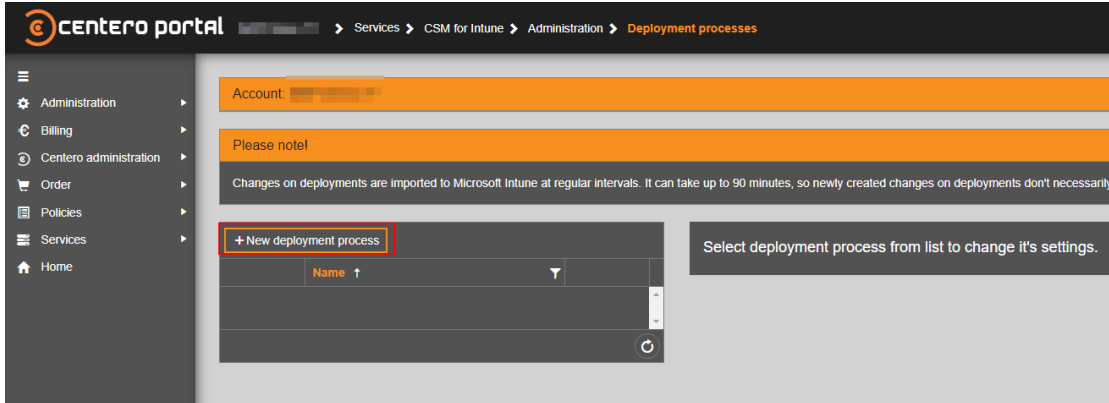 centero portal
Services
CSM for Intune
Administration
Deployment processes
Account:
Administration
Billing
Centero administration
Order
Policies
Services
Home
Please note!
Changes on deployments are imported to Microsoft Intune at regular intervals. It can take up to 90 minutes, so newly created changes on deployments don't necessarily
+ New deployment process
Name ↑
Select deployment process from list to change it's settings.